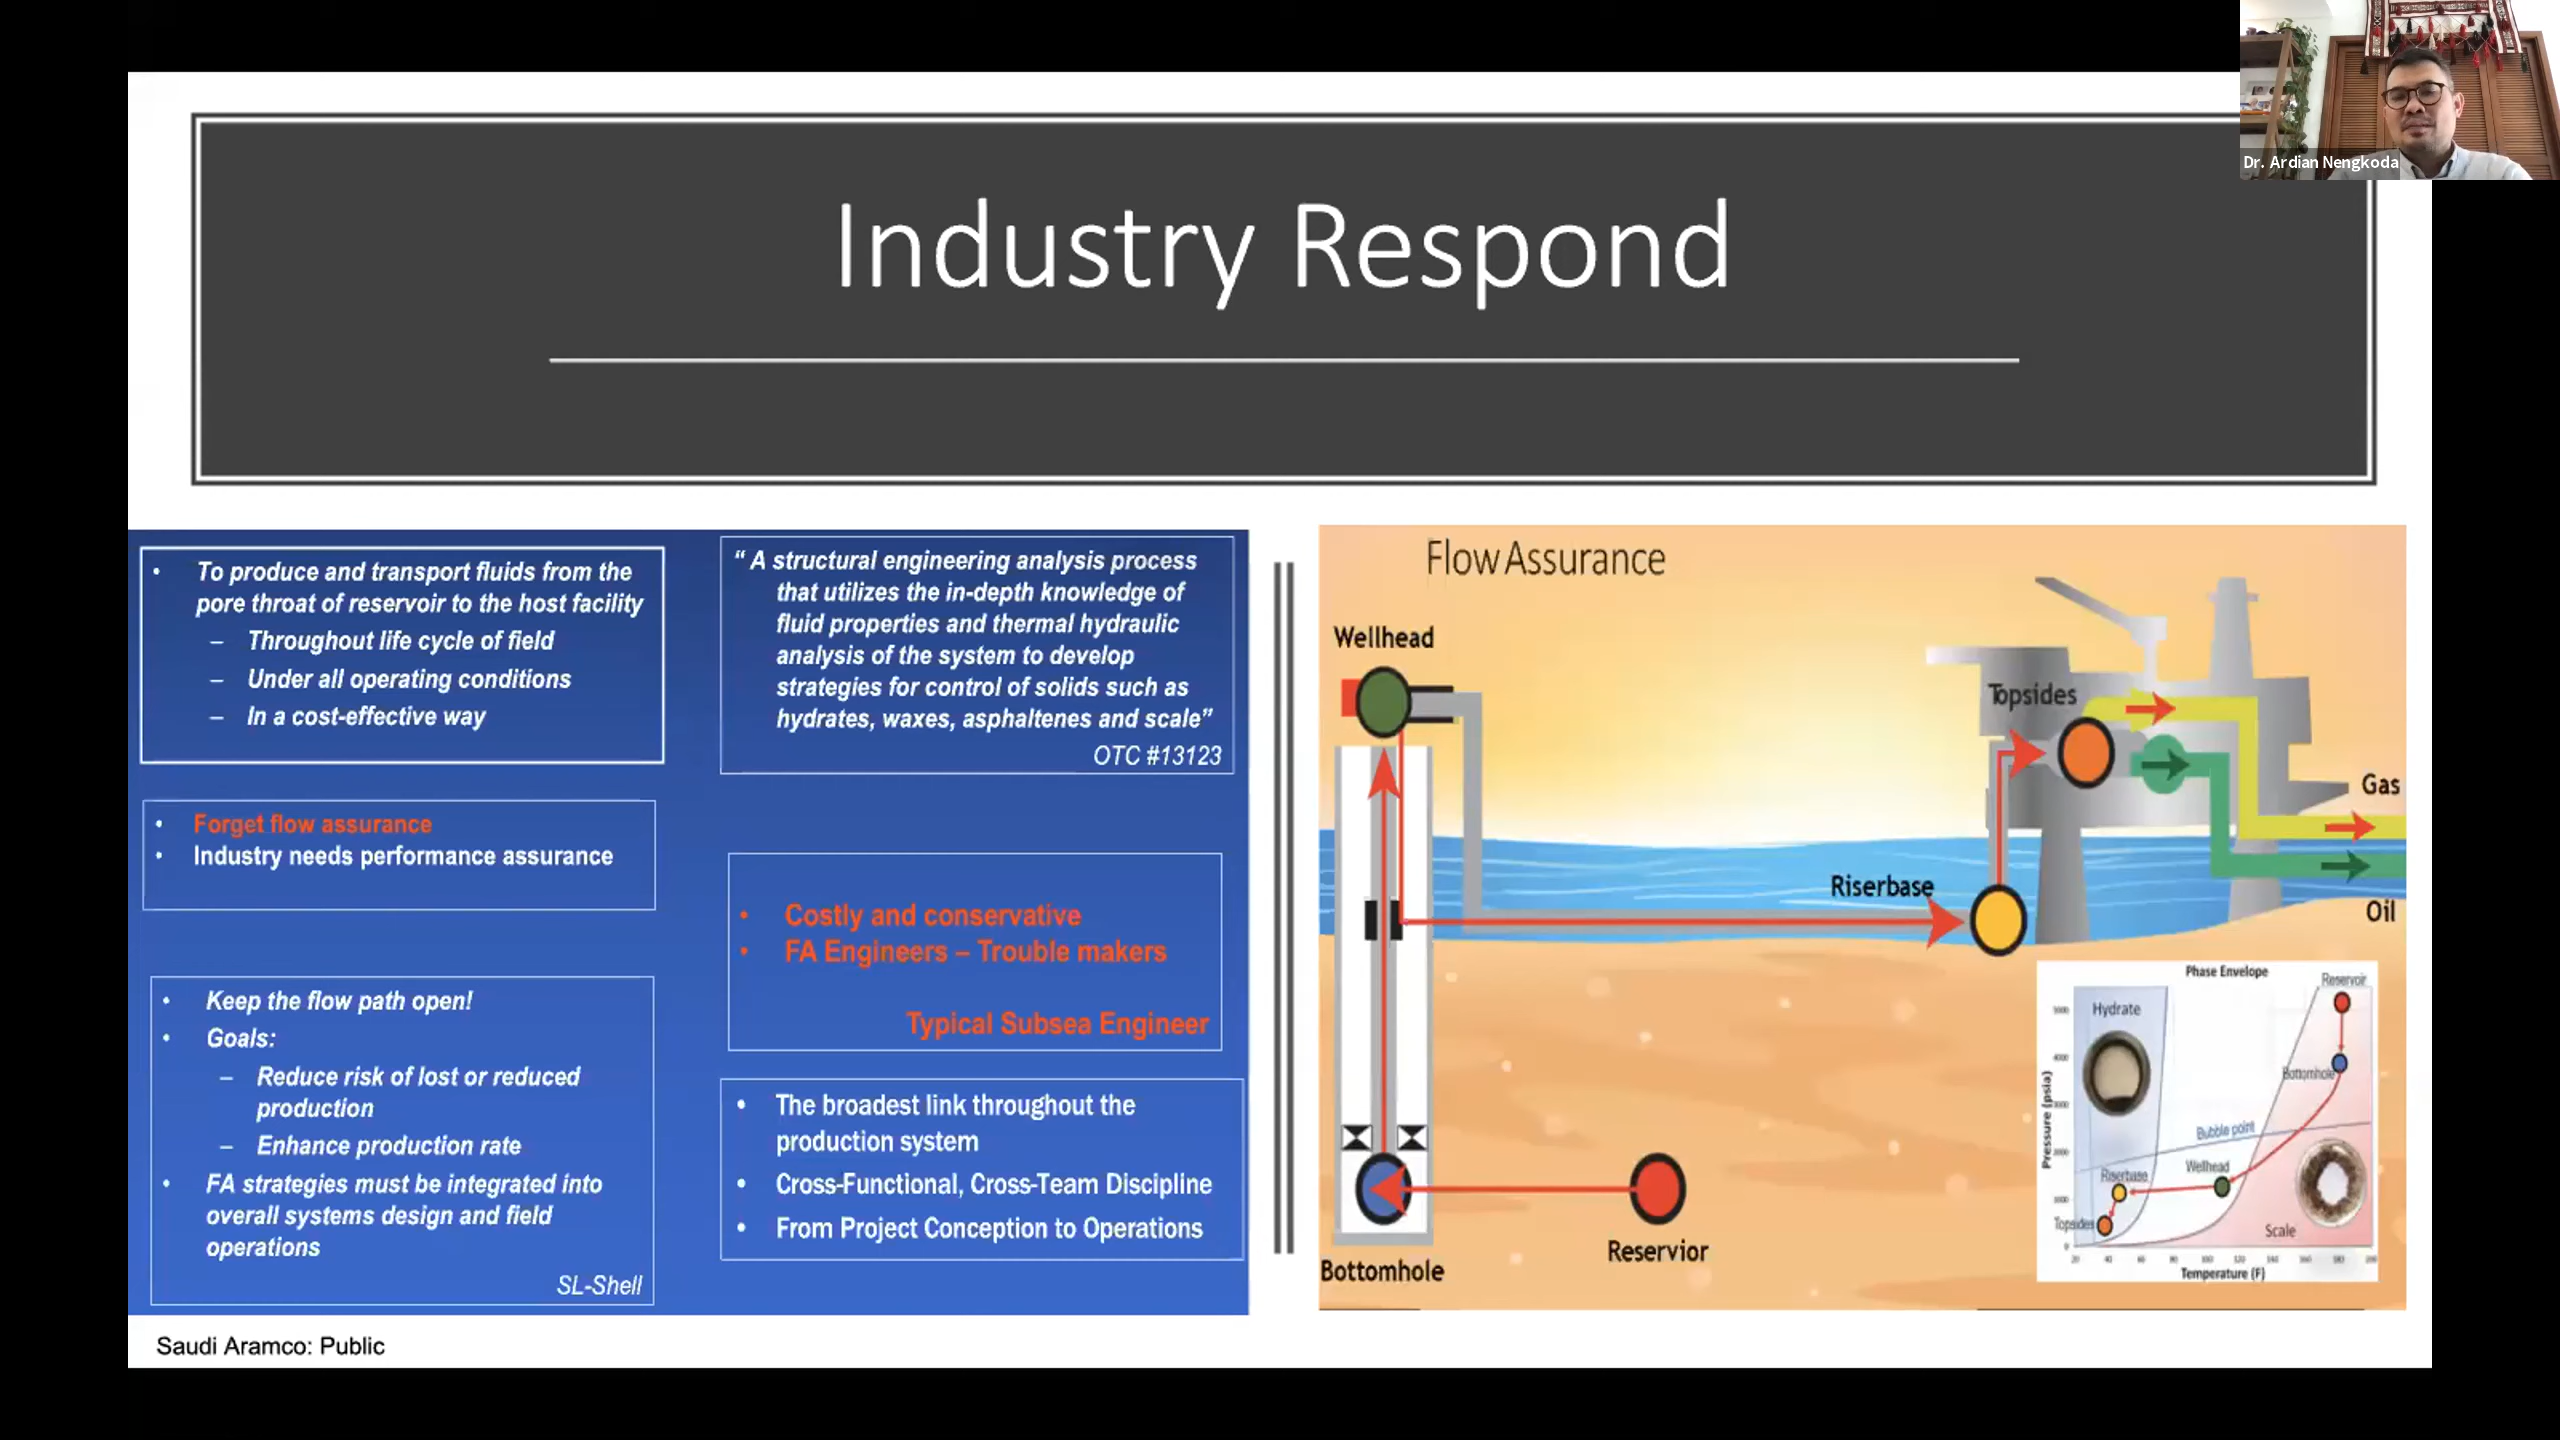 Dr. Ardian Nengkoda
Industry Respond
• To produce and transport fluids from the
pore throat of reservoir to the host facility
– Throughout life cycle of field
– Under all operating conditions
– In a cost-effective way
• Forget flow assurance
• Industry needs performance assurance
• Keep the flow path open!
• Goals:
– Reduce risk of lost or reduced
production
– Enhance production rate
• FA strategies must be integrated into
overall systems design and field
operations
SL-Shell
“ A structural engineering analysis process
that utilizes the in-depth knowledge of
fluid properties and thermal hydraulic
analysis of the system to develop
strategies for control of solids such as
hydrates, waxes, asphaltenes and scale”
OTC #13123
• Costly and conservative
• FA Engineers – Trouble makers
Typical Subsea Engineer
• The broadest link throughout the
production system
• Cross-Functional, Cross-Team Discipline
• From Project Conception to Operations
Flow Assurance
Wellhead
Topsides
Gas
Riserbase
Oil
Bottomhole
Reservior
Phase Envelope
Reservoir
Hydrate
Bottomhole
Bubble point
Wellhead
Riserbase
Topsides
Scale
Pressure (psia)
Temperature (F)
Saudi Aramco: Public